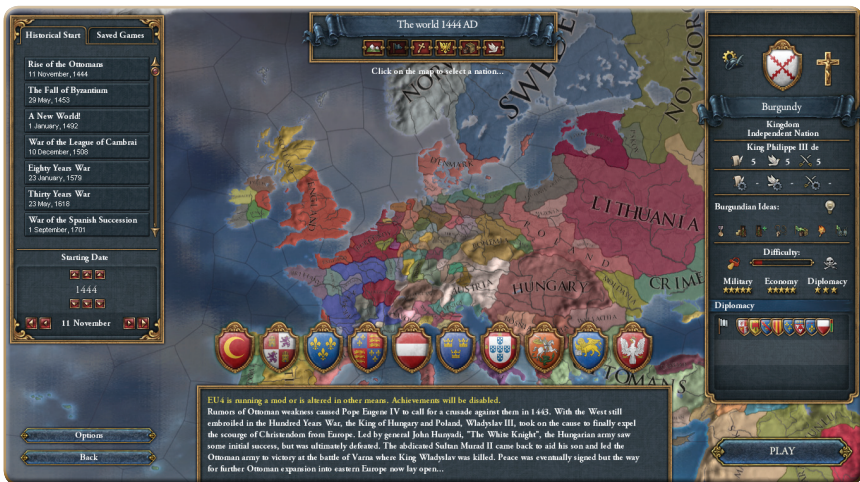 Historical Start
Saved Games
Rise of the Ottomans
11 November, 1444
The Fall of Byzantium
29 May, 1453
A New World!
1 January, 1492
War of the League of Cambrai
10 December, 1508
Eighty Years War
23 January, 1579
Thirty Years War
23 May, 1618
War of the Spanish Succession
1 September, 1701
Starting Date
1444
11 November
Options
Back
The world 1444 AD
Click on the map to select a nation...
NOR
SWEDEN
NOVGOROD
DENMARK
ENGLAND
LITHUANIA
POLAND
HUNGARY
AUSTRIA
CRIME
TOMANS
EU4 is running a mod or is altered in other means. Achievements will be disabled.
Rumors of Ottoman weakness caused Pope Eugene IV to call for a crusade against them in 1443. With the West still
embroiled in the Hundred Years War, the King of Hungary and Poland, Wladyslav III, took on the cause to finally expel
the scourge of Christendom from Europe. Led by general John Hunyadi, "The White Knight", the Hungarian army saw
some initial success, but was ultimately defeated. The abdicated Sultan Murad II came back to aid his son and led the
Ottoman army to victory at the battle of Varna where King Wladyslav was killed. Peace was eventually signed but the way
for further Ottoman expansion into eastern Europe now lay open...
Burgundy
Kingdom
Independent Nation
King Philippe III de
5 5 5
- - -
Burgundian Ideas:
Difficulty:
Military Economy Diplomacy
Diplomacy
PLAY